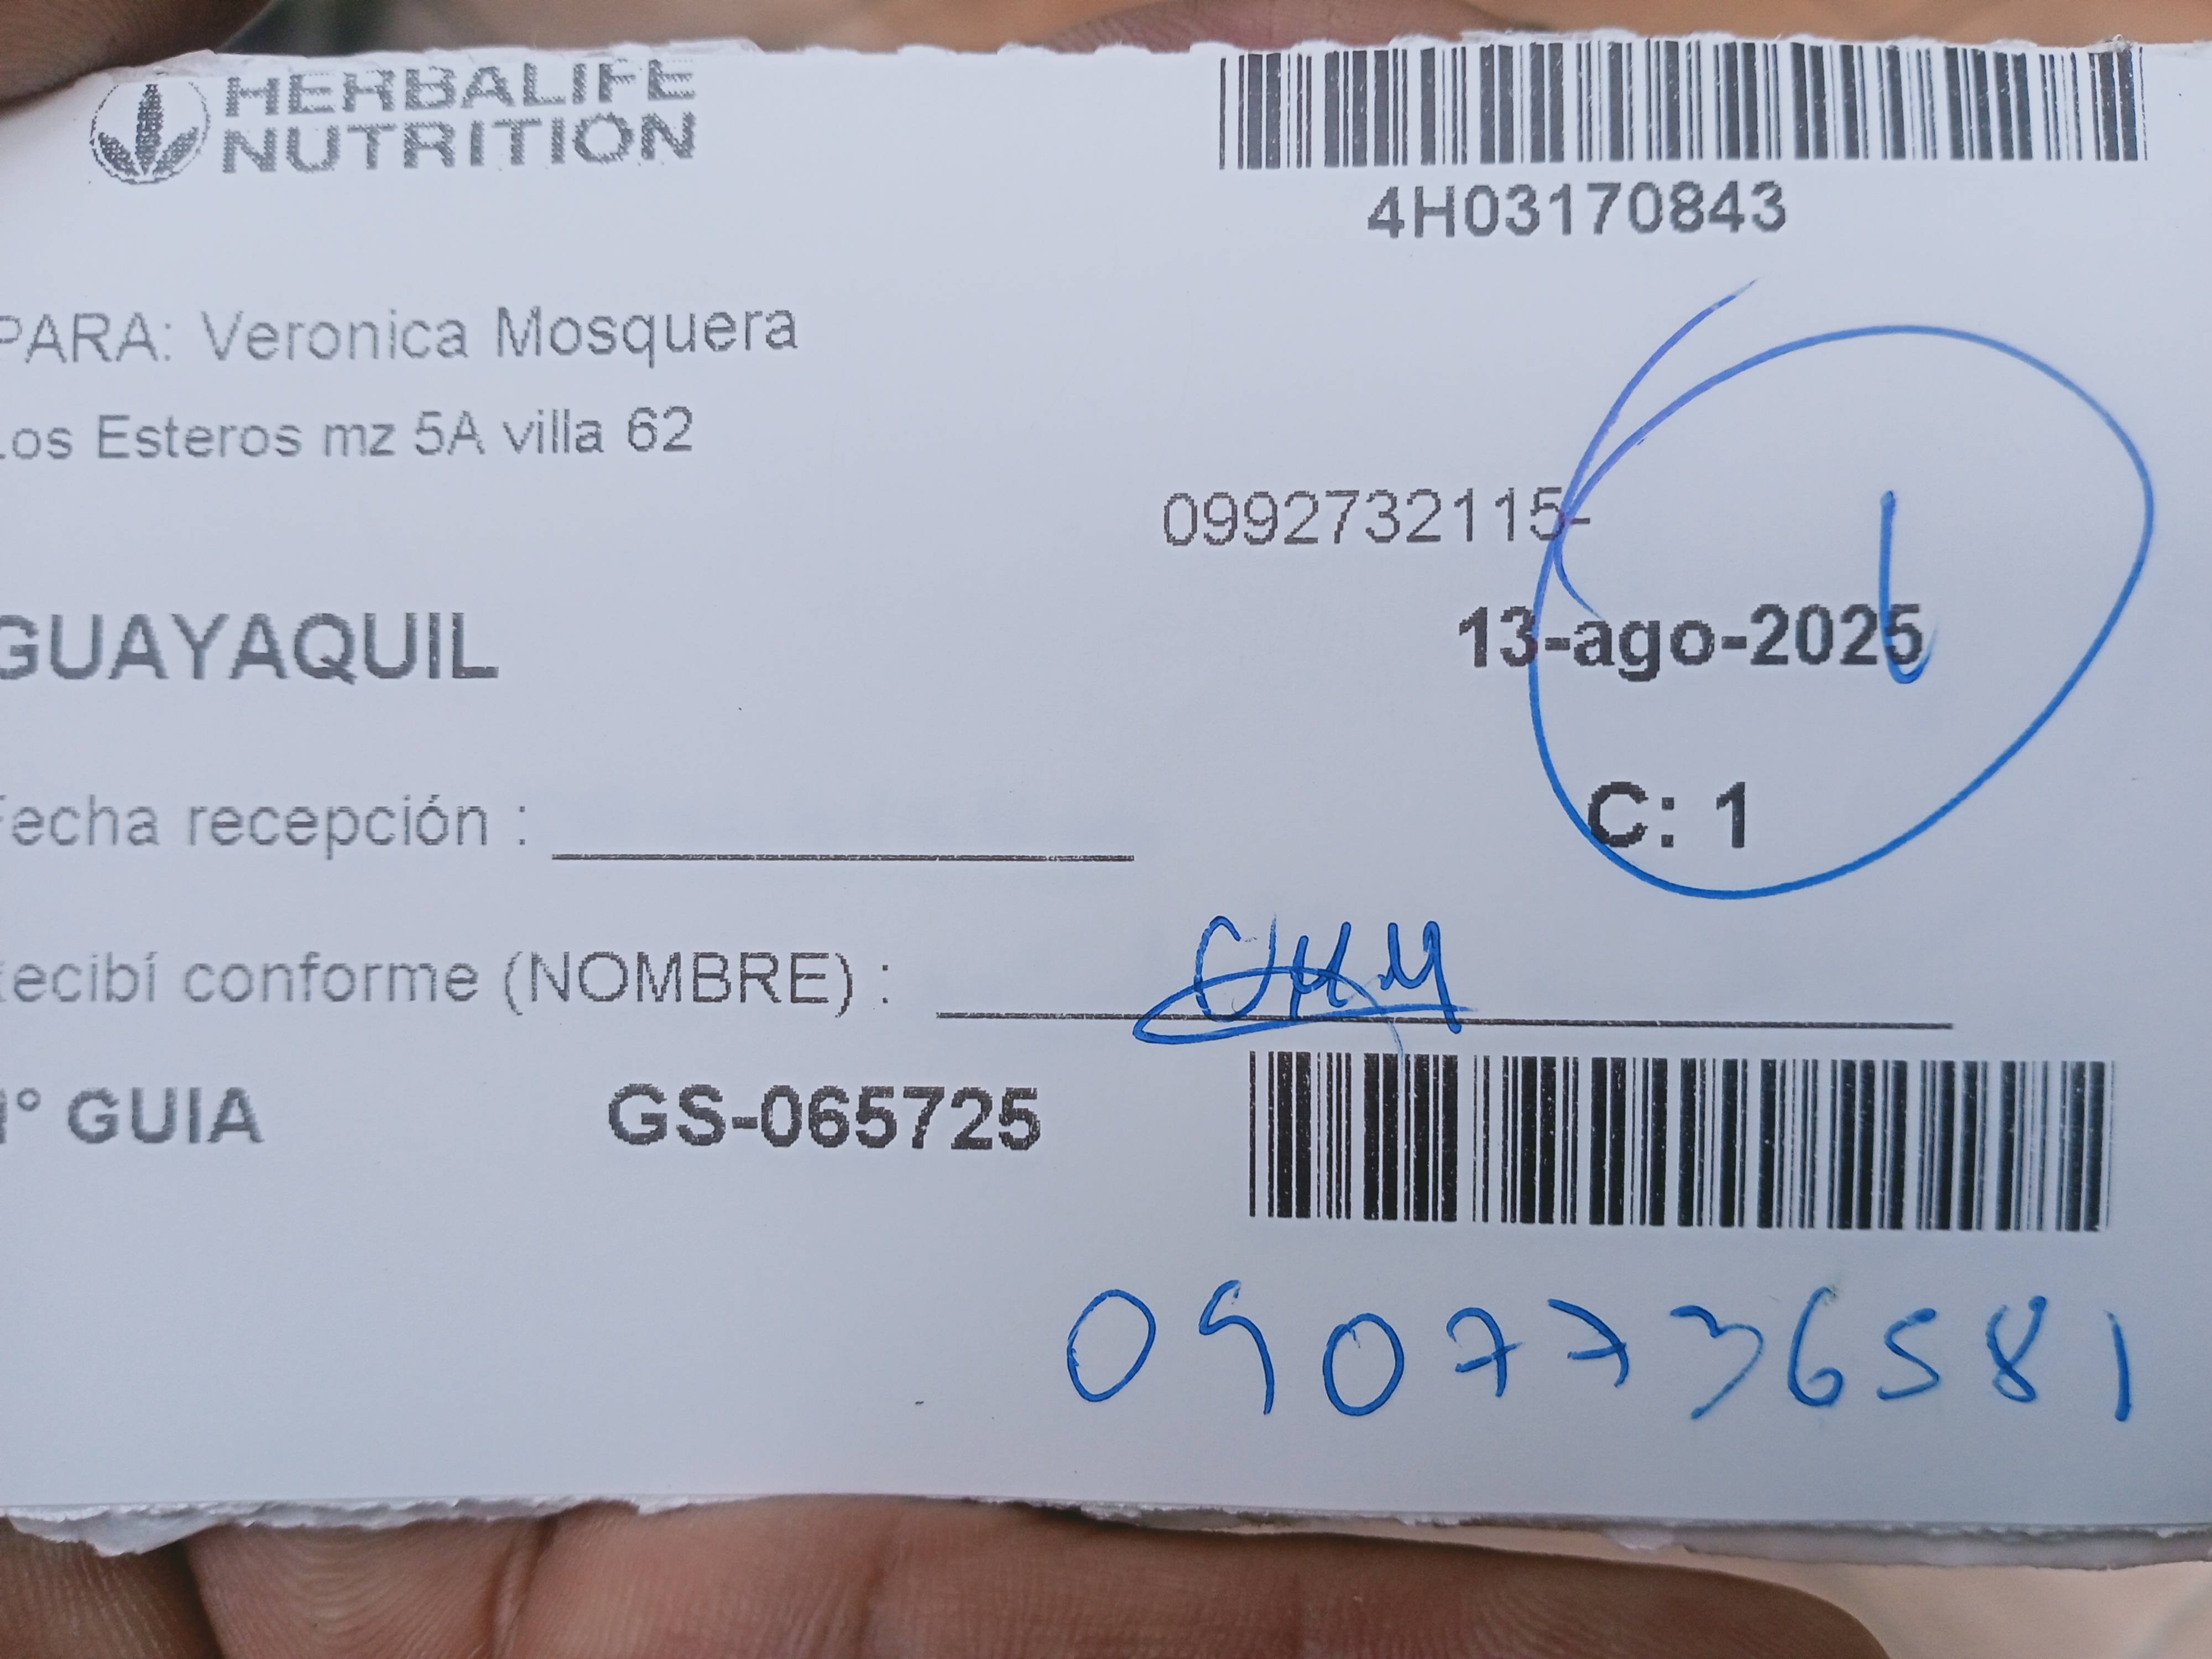 HERBALIFE
NUTRITION
4H03170843
PARA: Veronica Mosquera
Los Esteros mz 5A villa 62
0992732115-
GUAYAQUIL
13-ago-2025
C: 1
Fecha recepción :
Recibí conforme (NOMBRE) :
N° GUIA GS-065725
0907736581